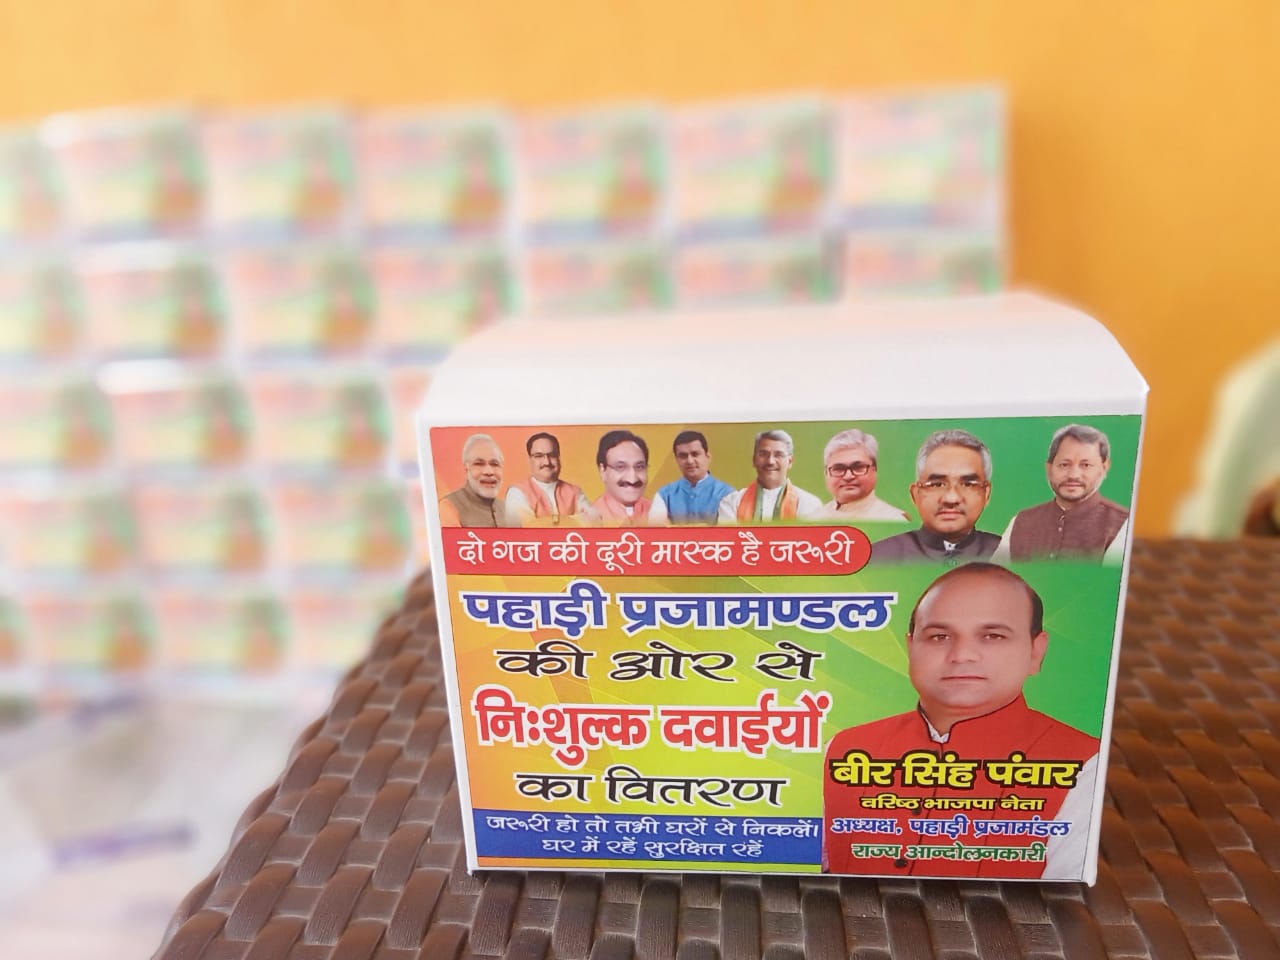 दो गज की दूरी मास्क है जरूरी
पहाड़ी प्रजामण्डल
की ओर से
निःशुल्क दवाईयों
का वितरण
जरूरी हो तो तभी घरों से निकलें।
घर में रहें सुरक्षित रहें
बीर सिंह पंवार
वरिष्ठ भाजपा नेता
अध्यक्ष, पहाड़ी प्रजामंडल
राज्य आन्दोलनकारी